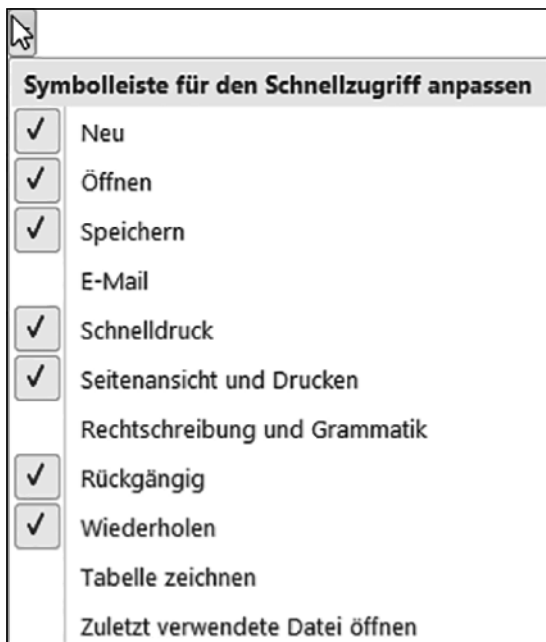 Symbolleiste für den Schnellzugriff anpassen
Neu
Öffnen
Speichern
E-Mail
Schnelldruck
Seitenansicht und Drucken
Rechtschreibung und Grammatik
Rückgängig
Wiederholen
Tabelle zeichnen
Zuletzt verwendete Datei öffnen